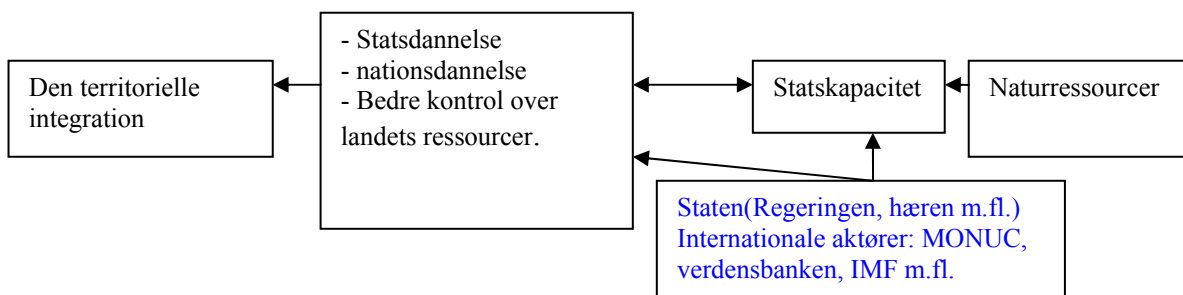 Den territorielle
integration
- Statsdannelse
- nationsdannelse
- Bedre kontrol over
landets ressourcer.
Statskapacitet
Naturressourcer
Staten(Regeringen, hæren m.fl.)
Internationale aktører: MONUC,
verdensbanken, IMF m.fl.